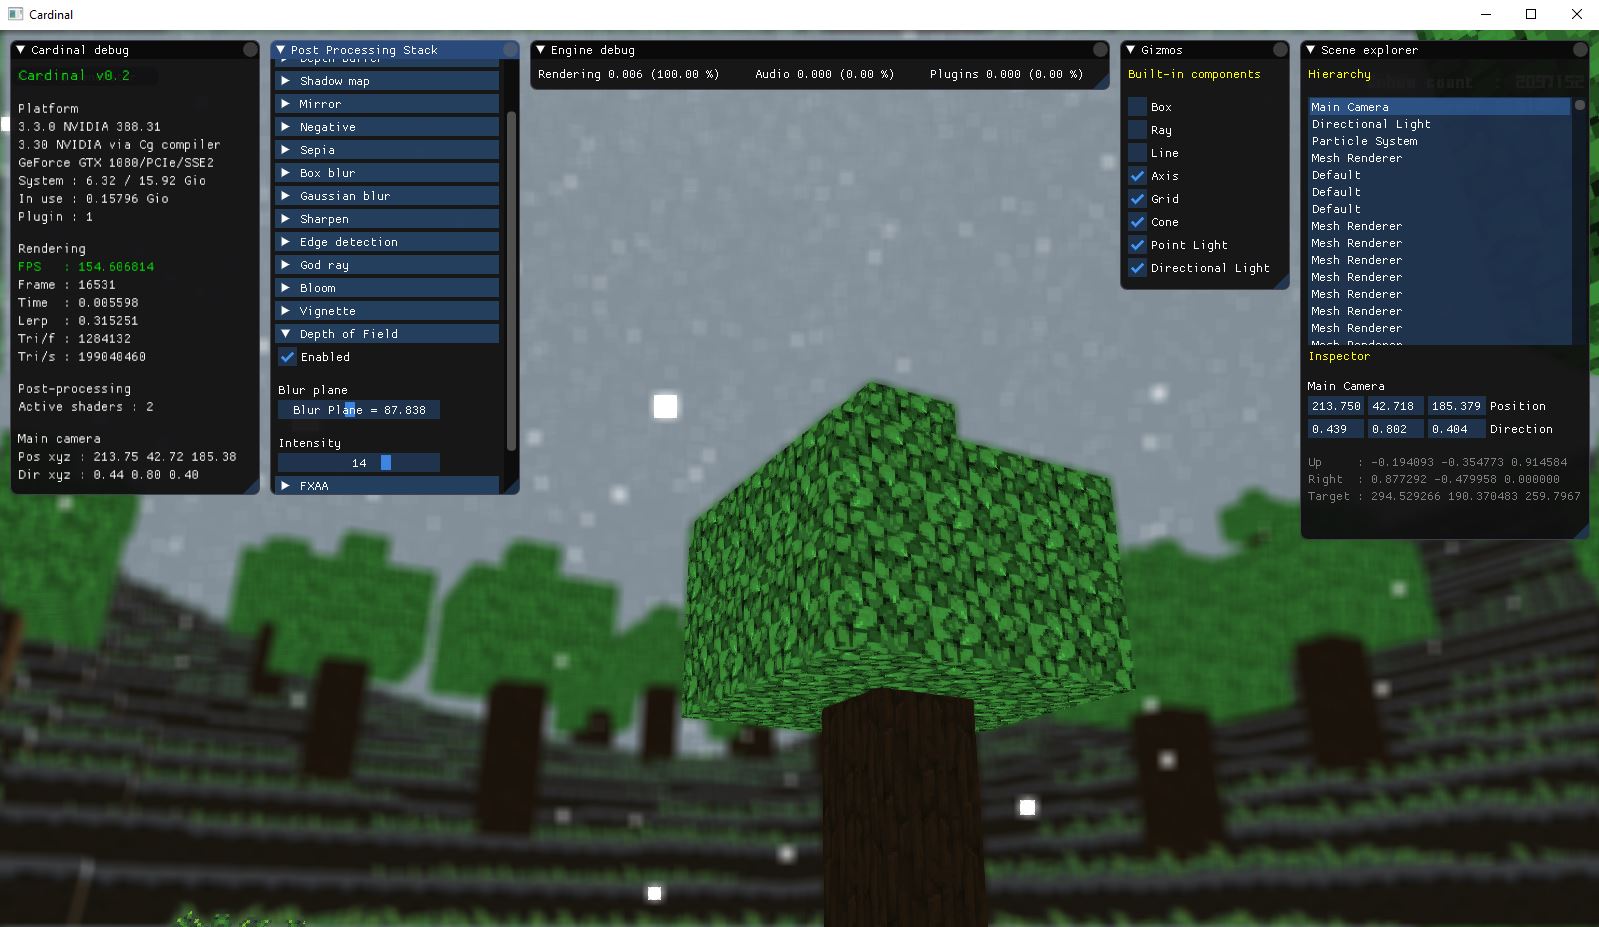 Cardinal
Cardinal debug
Cardinal v0.2
Platform
3.3.0 NVIDIA 388.31
3.30 NVIDIA via Cg compiler
GeForce GTX 1080/PCIe/SSE2
System : 6.32 / 15.92 Gio
In use : 0.15796 Gio
Plugin : 1
Rendering
FPS : 154.606814
Frame : 16531
Time : 0.005598
Lerp : 0.315251
Tri/f : 1284132
Tri/s : 199040460
Post-processing
Active shaders : 2
Main camera
Pos xyz : 213.75 42.72 185.38
Dir xyz : 0.44 0.80 0.40
Post Processing Stack
Depth buffer
Shadow map
Mirror
Negative
Sepia
Box blur
Gaussian blur
Sharpen
Edge detection
God ray
Bloom
Vignette
Depth of Field
Enabled
Blur plane
Blur Plane = 87.838
Intensity
14
FXAA
Engine debug
Rendering 0.006 (100.00 %) Audio 0.000 (0.00 %) Plugins 0.000 (0.00 %)
Gizmos
Built-in components
Box
Ray
Line
Axis
Grid
Cone
Point Light
Directional Light
Scene explorer
Hierarchy
count : 2097152
Main Camera
Directional Light
Particle System
Mesh Renderer
Default
Default
Default
Mesh Renderer
Mesh Renderer
Mesh Renderer
Mesh Renderer
Mesh Renderer
Mesh Renderer
Mesh Renderer
Mesh Renderer
Inspector
Main Camera
213.750 42.718 185.379 Position
0.439 0.802 0.404 Direction
Up : -0.194093 -0.354773 0.914584
Right : 0.877292 -0.479958 0.000000
Target : 294.529266 190.370483 259.7967